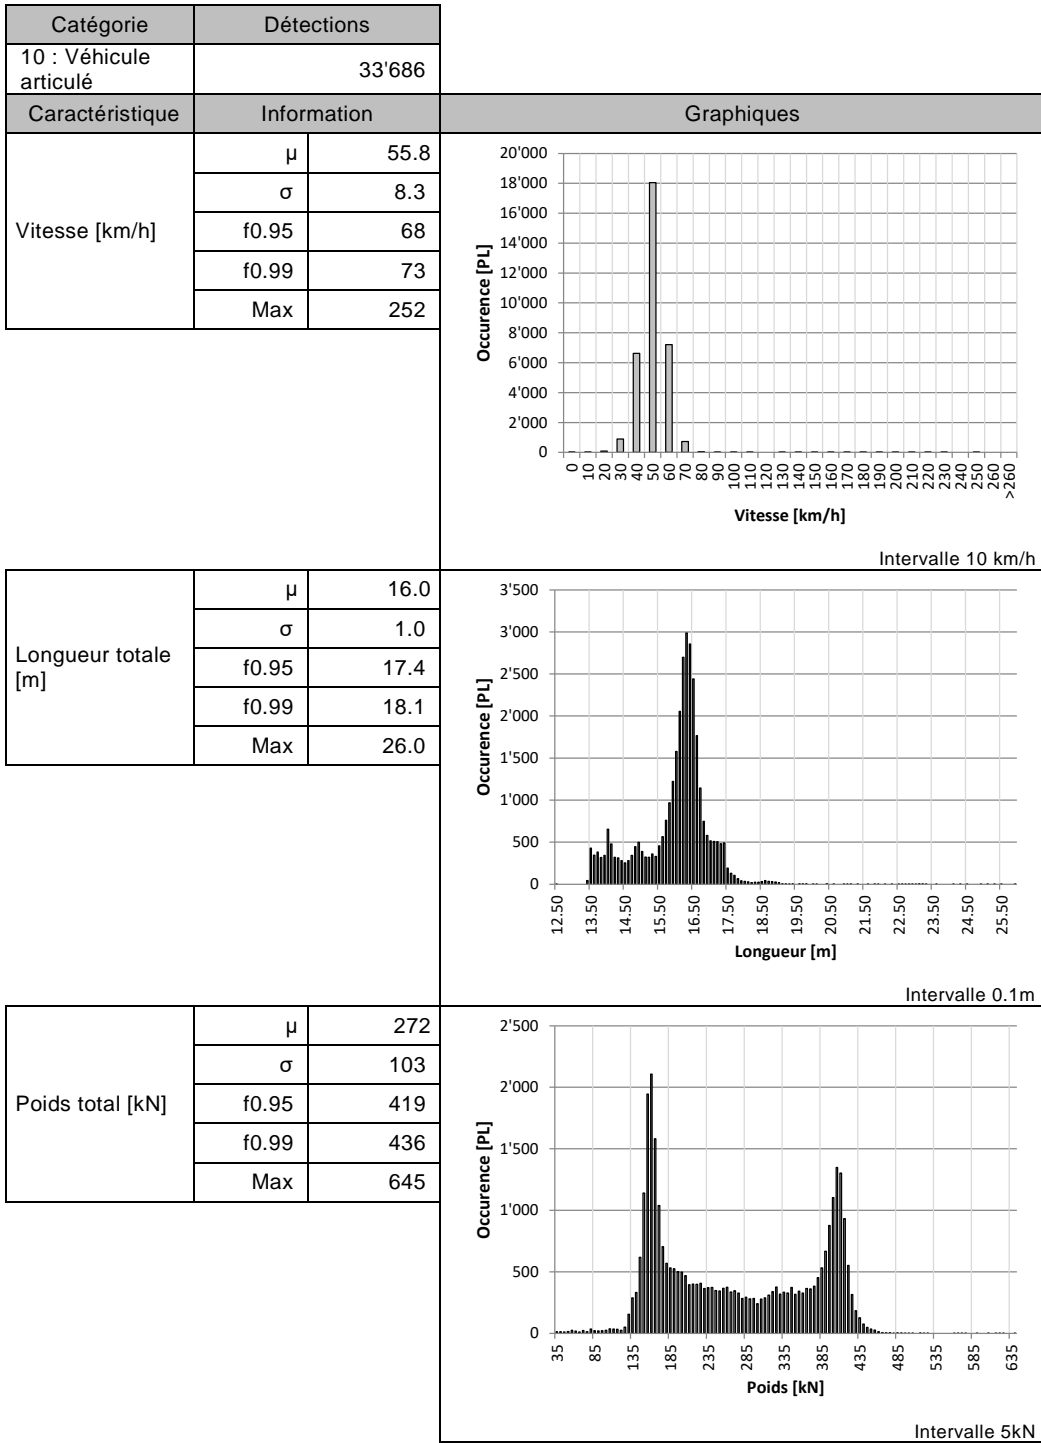 Catégorie Détections
10 : Véhicule
articulé
33'686
Caractéristique Information Graphiques
Vitesse [km/h]
µ 55.8
σ 8.3
f0.95 68
f0.99 73
Max 252
20'000
18'000
16'000
14'000
12'000
10'000
8'000
6'000
4'000
2'000
0
Occurence [PL]
0 10 20 30 40 50 60 70 80 90 100 110 120 130 140 150 160 170 180 190 200 210 220 230 240 250 260 >260
Vitesse [km/h]
Intervalle 10 km/h
Longueur totale
[m]
µ 16.0
σ 1.0
f0.95 17.4
f0.99 18.1
Max 26.0
3'500
3'000
2'500
2'000
1'500
1'000
500
0
Occurence [PL]
12.50 13.50 14.50 15.50 16.50 17.50 18.50 19.50 20.50 21.50 22.50 23.50 24.50 25.50
Longueur [m]
Intervalle 0.1m
Poids total [kN]
µ 272
σ 103
f0.95 419
f0.99 436
Max 645
2'500
2'000
1'500
1'000
500
0
Occurence [PL]
35 85 135 185 235 285 335 385 435 485 535 585 635
Poids [kN]
Intervalle 5kN